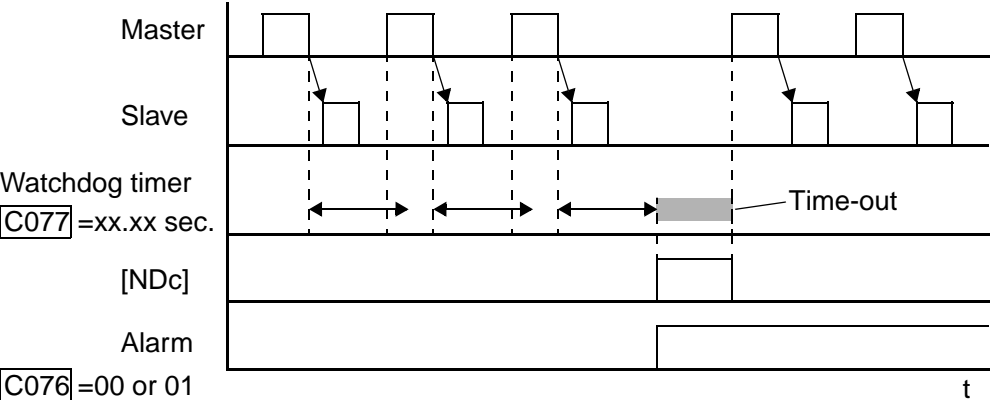 Master
Slave
Watchdog timer
C077 =xx.xx sec.
Time-out
[NDc]
Alarm
C076 =00 or 01
t